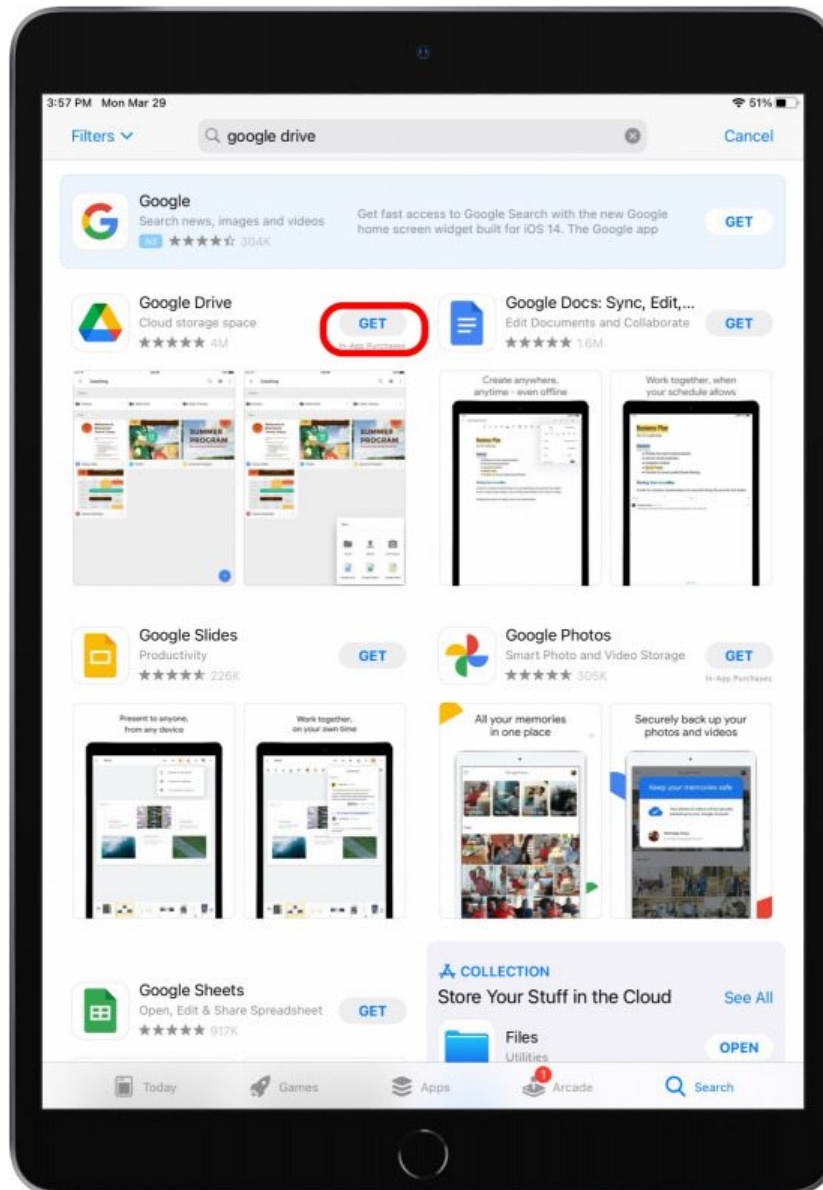 3:57 PM Mon Mar 29
51%
Filters
google drive
Cancel
Google
Search news, images and videos
Ad 304K
Get fast access to Google Search with the new Google
home screen widget built for iOS 14. The Google app
GET
Google Drive
Cloud storage space
4M
GET
In-App Purchases
Google Docs: Sync, Edit,...
Edit Documents and Collaborate
1.6M
GET
SUMMER
PROGRAM
SUMMER
PROGRAM
Create anywhere,
anytime - even offline
Business Plan
Work together, when
your schedule allows
Business Plan
Google Slides
Productivity
226K
GET
Google Photos
Smart Photo and Video Storage
305K
GET
In-App Purchases
Present to anyone,
from any device
Work together,
on your own time
All your memories
in one place
Securely back up your
photos and videos
Keep your memories safe
Google Sheets
Open, Edit & Share Spreadsheet
917K
GET
COLLECTION
Store Your Stuff in the Cloud
See All
Files
Utilities
OPEN
Today
Games
Apps
1
Arcade
Search